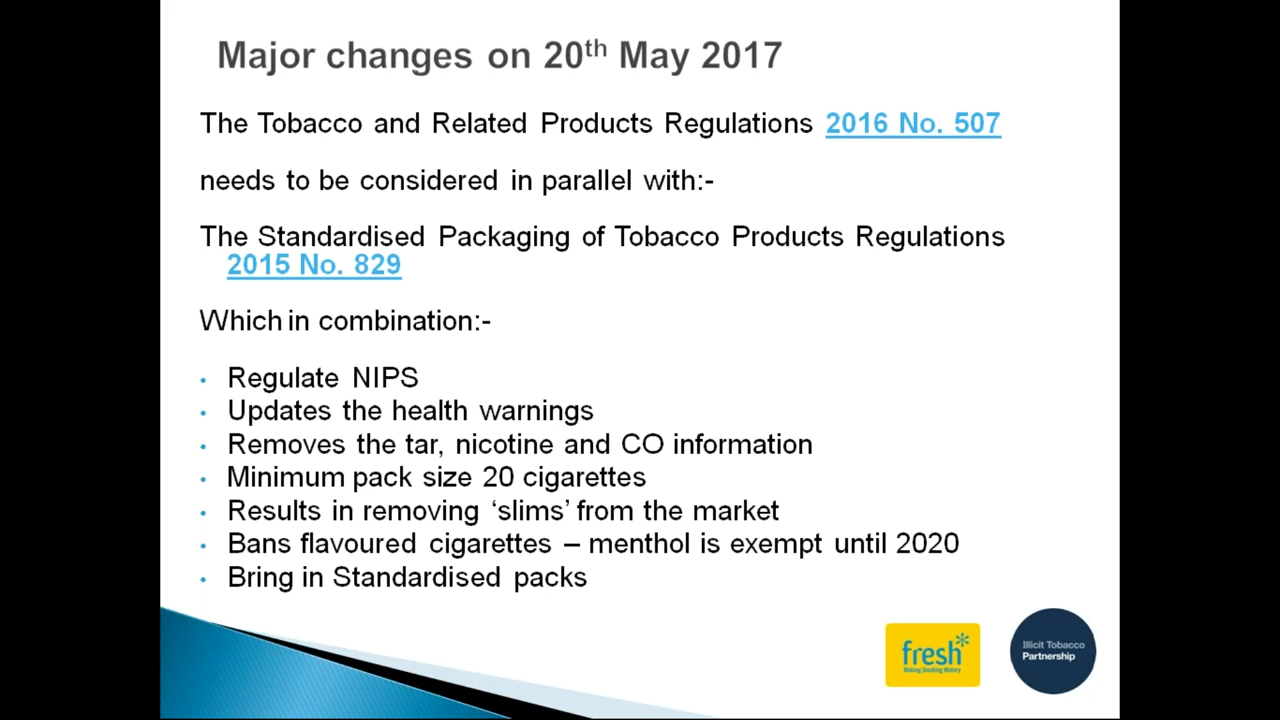 Major changes on 20th May 2017
The Tobacco and Related Products Regulations 2016 No. 507
needs to be considered in parallel with:-
The Standardised Packaging of Tobacco Products Regulations
2015 No. 829
Which in combination:-
• Regulate NIPS
• Updates the health warnings
• Removes the tar, nicotine and CO information
• Minimum pack size 20 cigarettes
• Results in removing ‘slims’ from the market
• Bans flavoured cigarettes – menthol is exempt until 2020
• Bring in Standardised packs
fresh*
Making Smoking History
Illicit Tobacco
Partnership